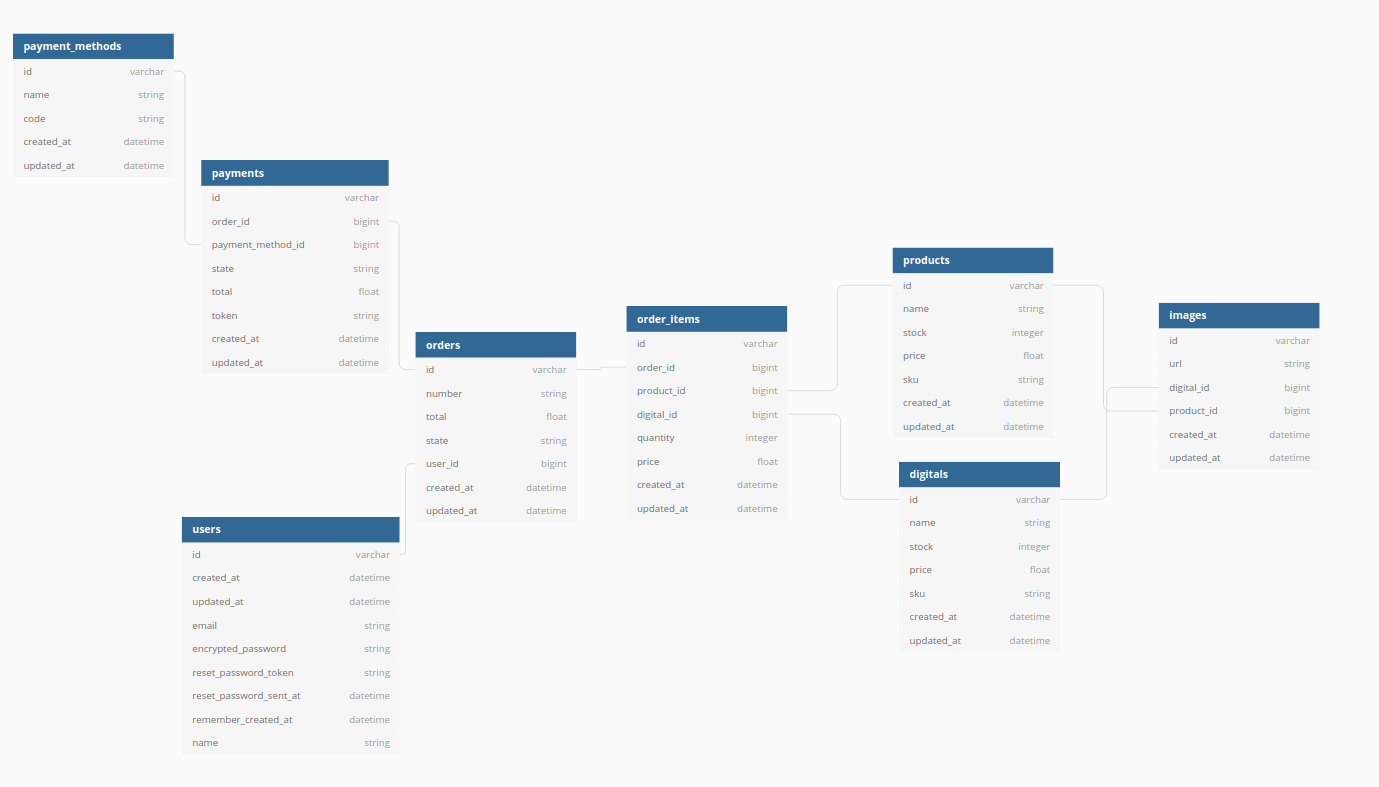 payment_methods
id varchar
name string
code string
created_at datetime
updated_at datetime
payments
id varchar
order_id bigint
payment_method_id bigint
state string
total float
token string
created_at datetime
updated_at datetime
orders
id varchar
number string
total float
state string
user_id bigint
created_at datetime
updated_at datetime
users
id varchar
created_at datetime
updated_at datetime
email string
encrypted_password string
reset_password_token string
reset_password_sent_at datetime
remember_created_at datetime
name string
order_items
id varchar
order_id bigint
product_id bigint
digital_id bigint
quantity integer
price float
created_at datetime
updated_at datetime
products
id varchar
name string
stock integer
price float
sku string
created_at datetime
updated_at datetime
digitals
id varchar
name string
stock integer
price float
sku string
created_at datetime
updated_at datetime
images
id varchar
url string
digital_id bigint
product_id bigint
created_at datetime
updated_at datetime